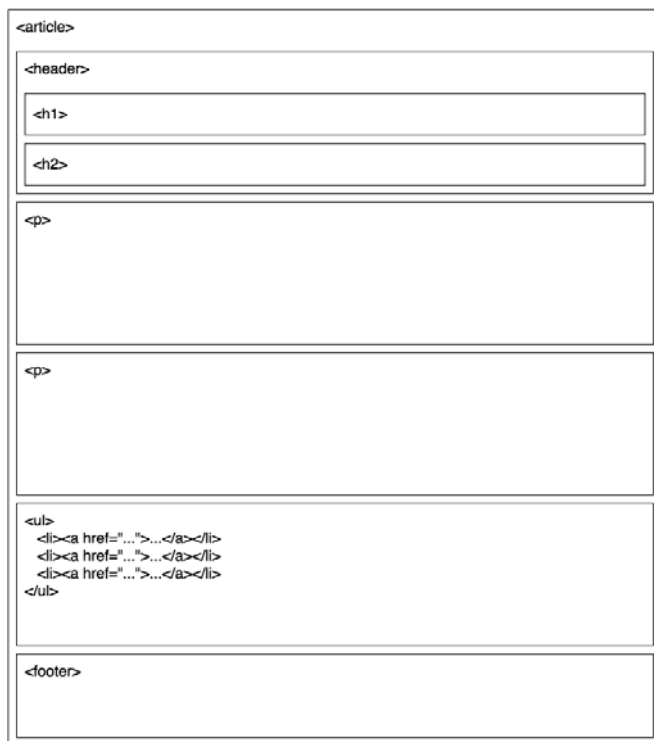 <article>
<header>
<h1>
<h2>
<p>
<p>
<ul>
<li><a href="...">...</a></li>
<li><a href="...">...</a></li>
<li><a href="...">...</a></li>
</ul>
<footer>